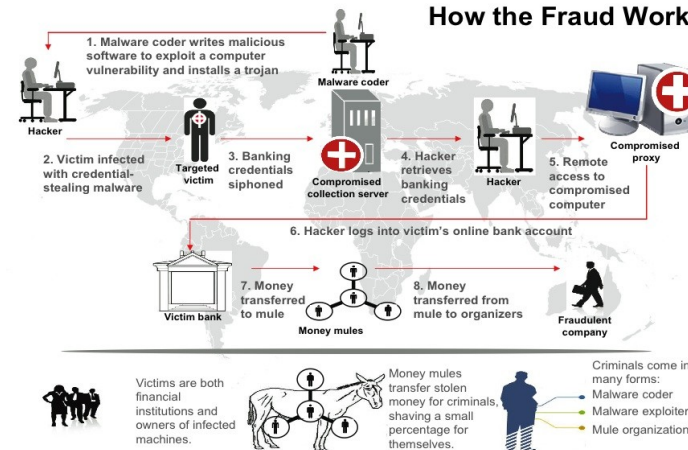 How the Fraud Work
1. Malware coder writes malicious
software to exploit a computer
vulnerability and installs a trojan
Malware coder
Hacker
2. Victim infected
with credential-
stealing malware
Targeted
victim
3. Banking
credentials
siphoned
Compromised
collection server
4. Hacker
retrieves
banking
credentials
Hacker
5. Remote
access to
compromised
computer
Compromised
proxy
6. Hacker logs into victim's online bank account
Victim bank
7. Money
transferred
to mule
Money mules
8. Money
transferred from
mule to organizers
Fraudulent
company
Victims are both
financial
institutions and
owners of infected
machines.
Money mules
transfer stolen
money for criminals,
shaving a small
percentage for
themselves.
Criminals come in
many forms:
Malware coder
Malware exploiter
Mule organization